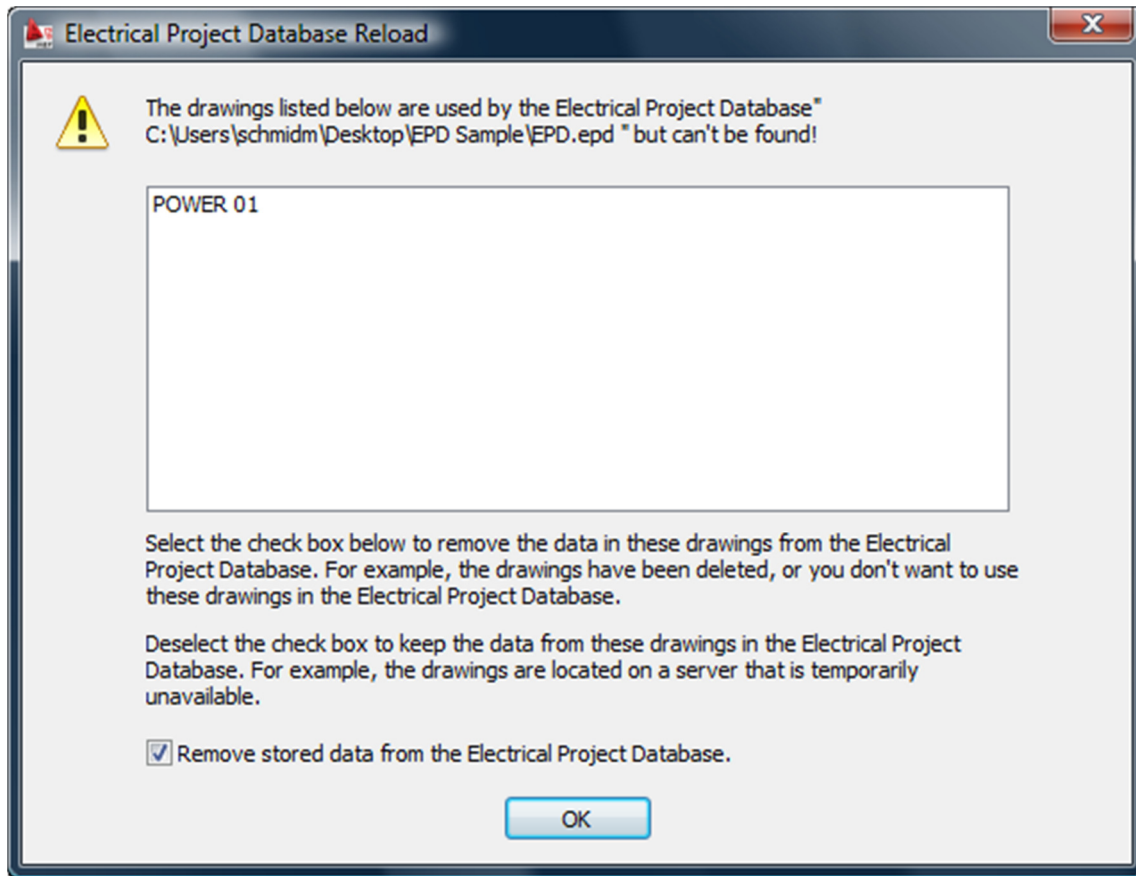 Electrical Project Database Reload
The drawings listed below are used by the Electrical Project Database"
C:\Users\schmidm\Desktop\EPD Sample\EPD.epd " but can't be found!
POWER 01
Select the check box below to remove the data in these drawings from the Electrical
Project Database. For example, the drawings have been deleted, or you don't want to use
these drawings in the Electrical Project Database.
Deselect the check box to keep the data from these drawings in the Electrical Project
Database. For example, the drawings are located on a server that is temporarily
unavailable.
Remove stored data from the Electrical Project Database.
OK